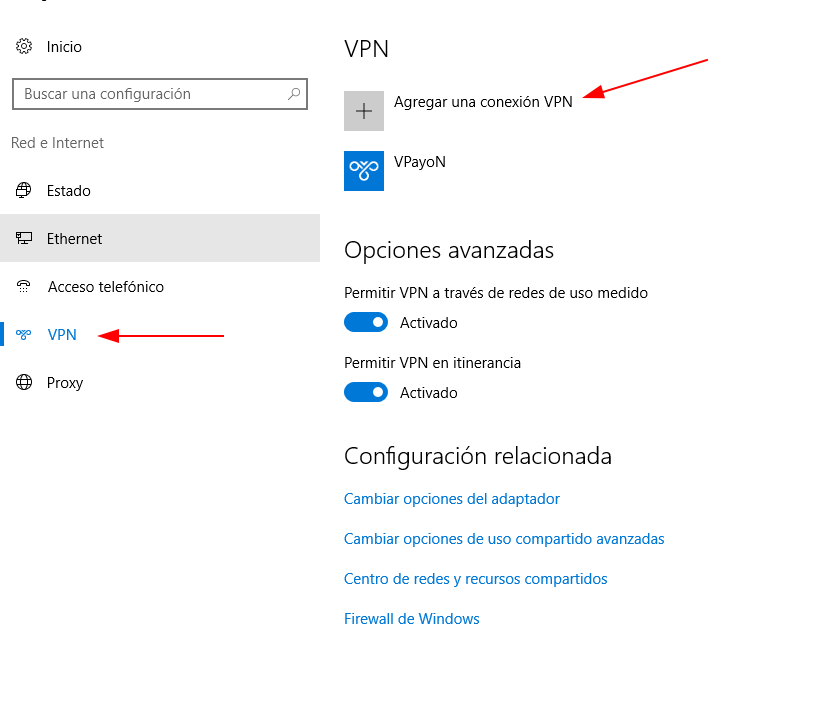 Inicio
Buscar una configuración
Red e Internet
Estado
Ethernet
Acceso telefónico
VPN
Proxy
VPN
Agregar una conexión VPN
VPayoN
Opciones avanzadas
Permitir VPN a través de redes de uso medido
Activado
Permitir VPN en itinerancia
Activado
Configuración relacionada
Cambiar opciones del adaptador
Cambiar opciones de uso compartido avanzadas
Centro de redes y recursos compartidos
Firewall de Windows